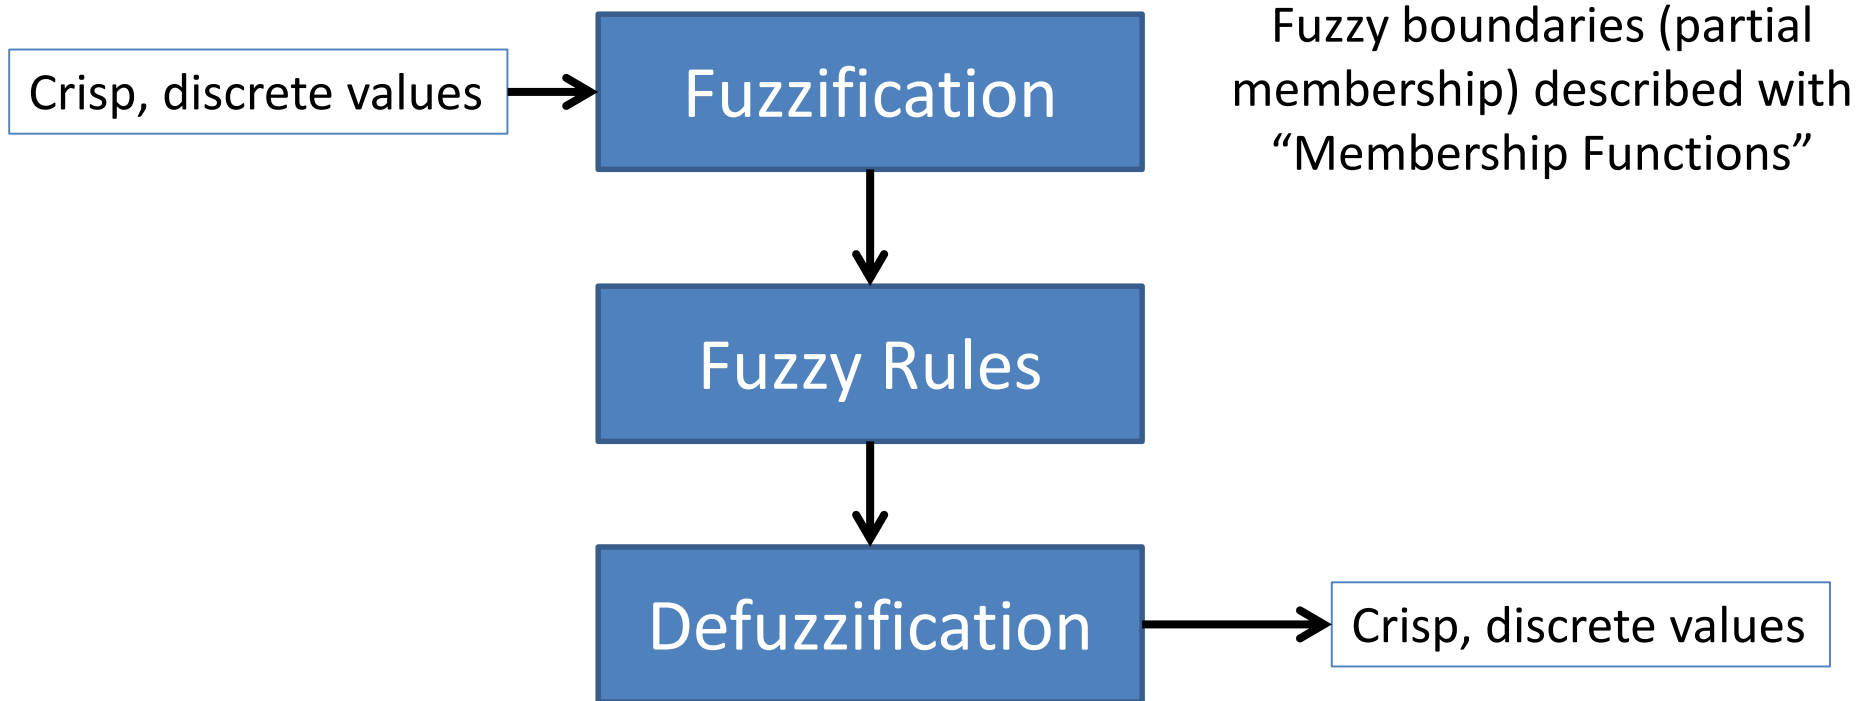 Crisp, discrete values
Fuzzification
Fuzzy boundaries (partial
membership) described with
“Membership Functions”
Fuzzy Rules
Defuzzification
Crisp, discrete values